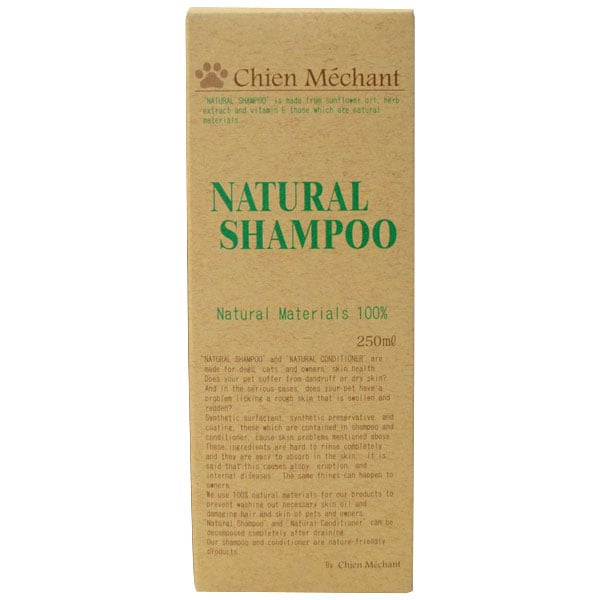 Chien Méchant
"NATURAL SHAMPOO" is made from sunflower oil, herb
extract and vitamin E those which are natural
materials.
NATURAL
SHAMPOO
Natural Materials 100%
250mℓ
"NATURAL SHAMPOO" and "NATURAL CONDITIONER" are
made for dogs, cats, and owners' skin health.
Does your pet suffer from dandruff or dry skin?
And in the serious cases, does your pet have a
problem licking a rough skin that is swollen and
redden?
Synthetic surfactant, synthetic preservative, and
coating, these which are contained in shampoo and
conditioner, cause skin problems mentioned above.
These ingredients are hard to rinse completely
and they are easy to absorb in the skin. It is
said that this causes atopy, eruption, and
internal diseases. The same things can happen to
owners.
We use 100% natural materials for our products to
prevent washing out necessary skin oil and
damaging hair and skin of pets and owners.
"Natural Shampoo" and "Natural Conditioner" can be
decomposed completely after draining.
Our shampoo and conditioner are nature-friendly
products.
By Chien Méchant